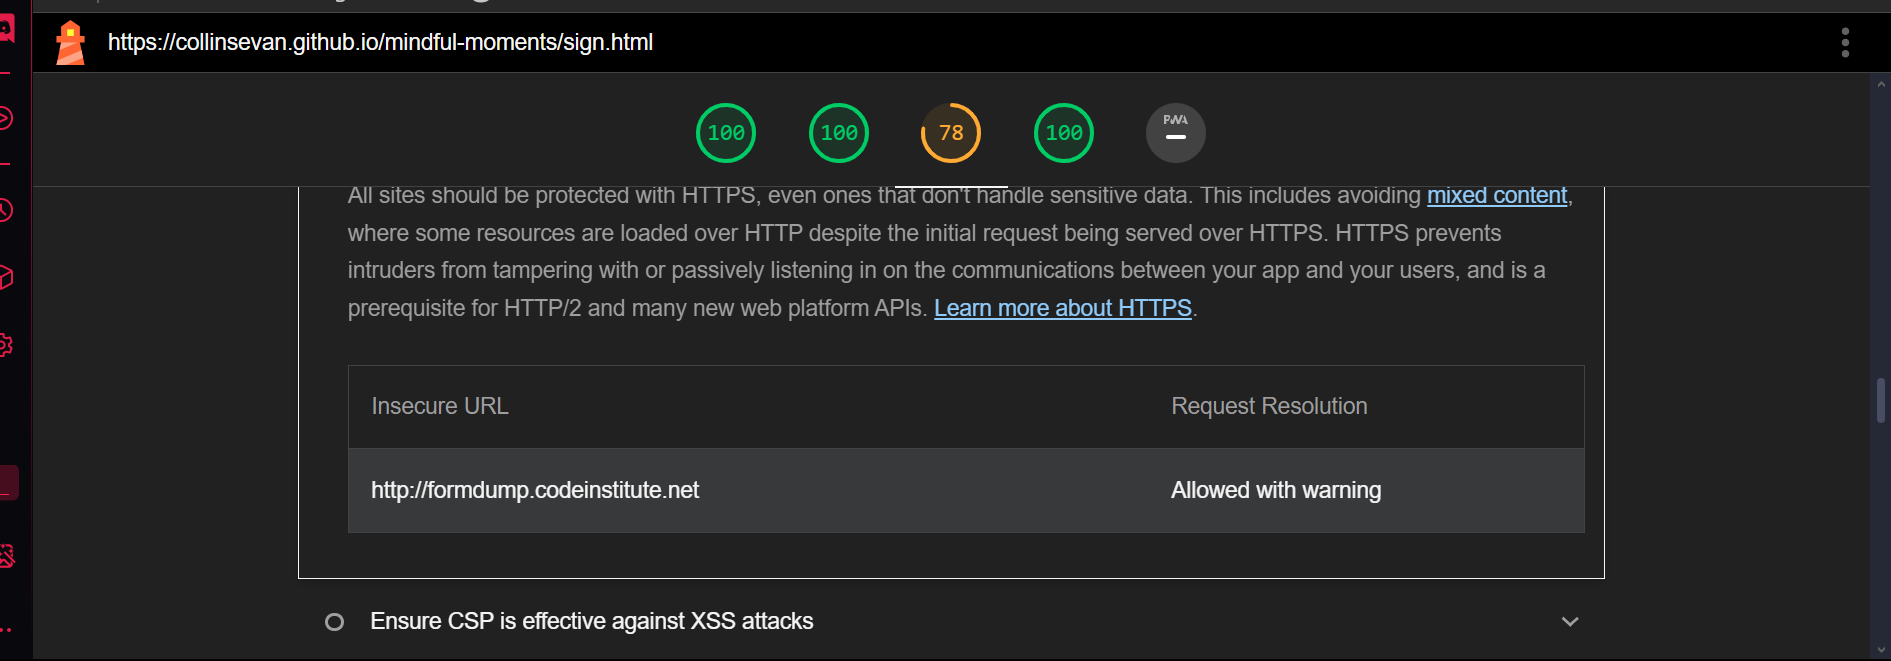 https://collinsevan.github.io/mindful-moments/sign.html
100 100 78 100 PWA
All sites should be protected with HTTPS, even ones that don't handle sensitive data. This includes avoiding mixed content,
where some resources are loaded over HTTP despite the initial request being served over HTTPS. HTTPS prevents
intruders from tampering with or passively listening in on the communications between your app and your users, and is a
prerequisite for HTTP/2 and many new web platform APIs. Learn more about HTTPS.
Insecure URL Request Resolution
http://formdump.codeinstitute.net Allowed with warning
Ensure CSP is effective against XSS attacks